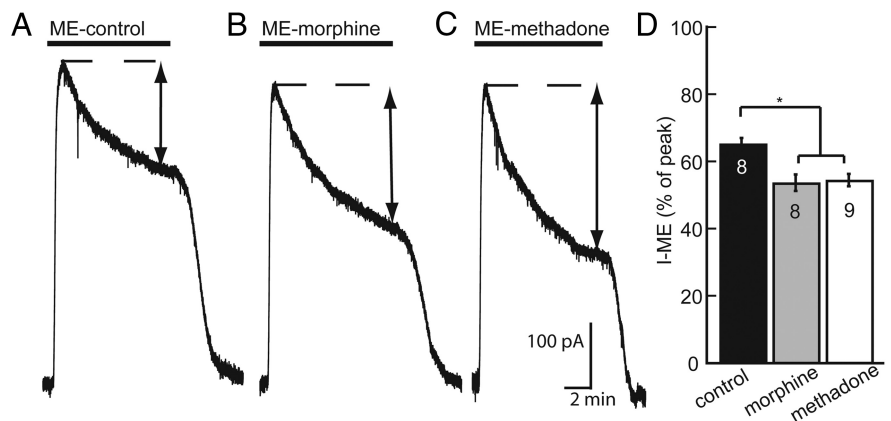 A
ME-control
B
ME-morphine
C
ME-methadone
100 pA
2 min
D
I-ME (% of peak)
100
80
60
40
20
0
*
8
8
9
control
morphine
methadone